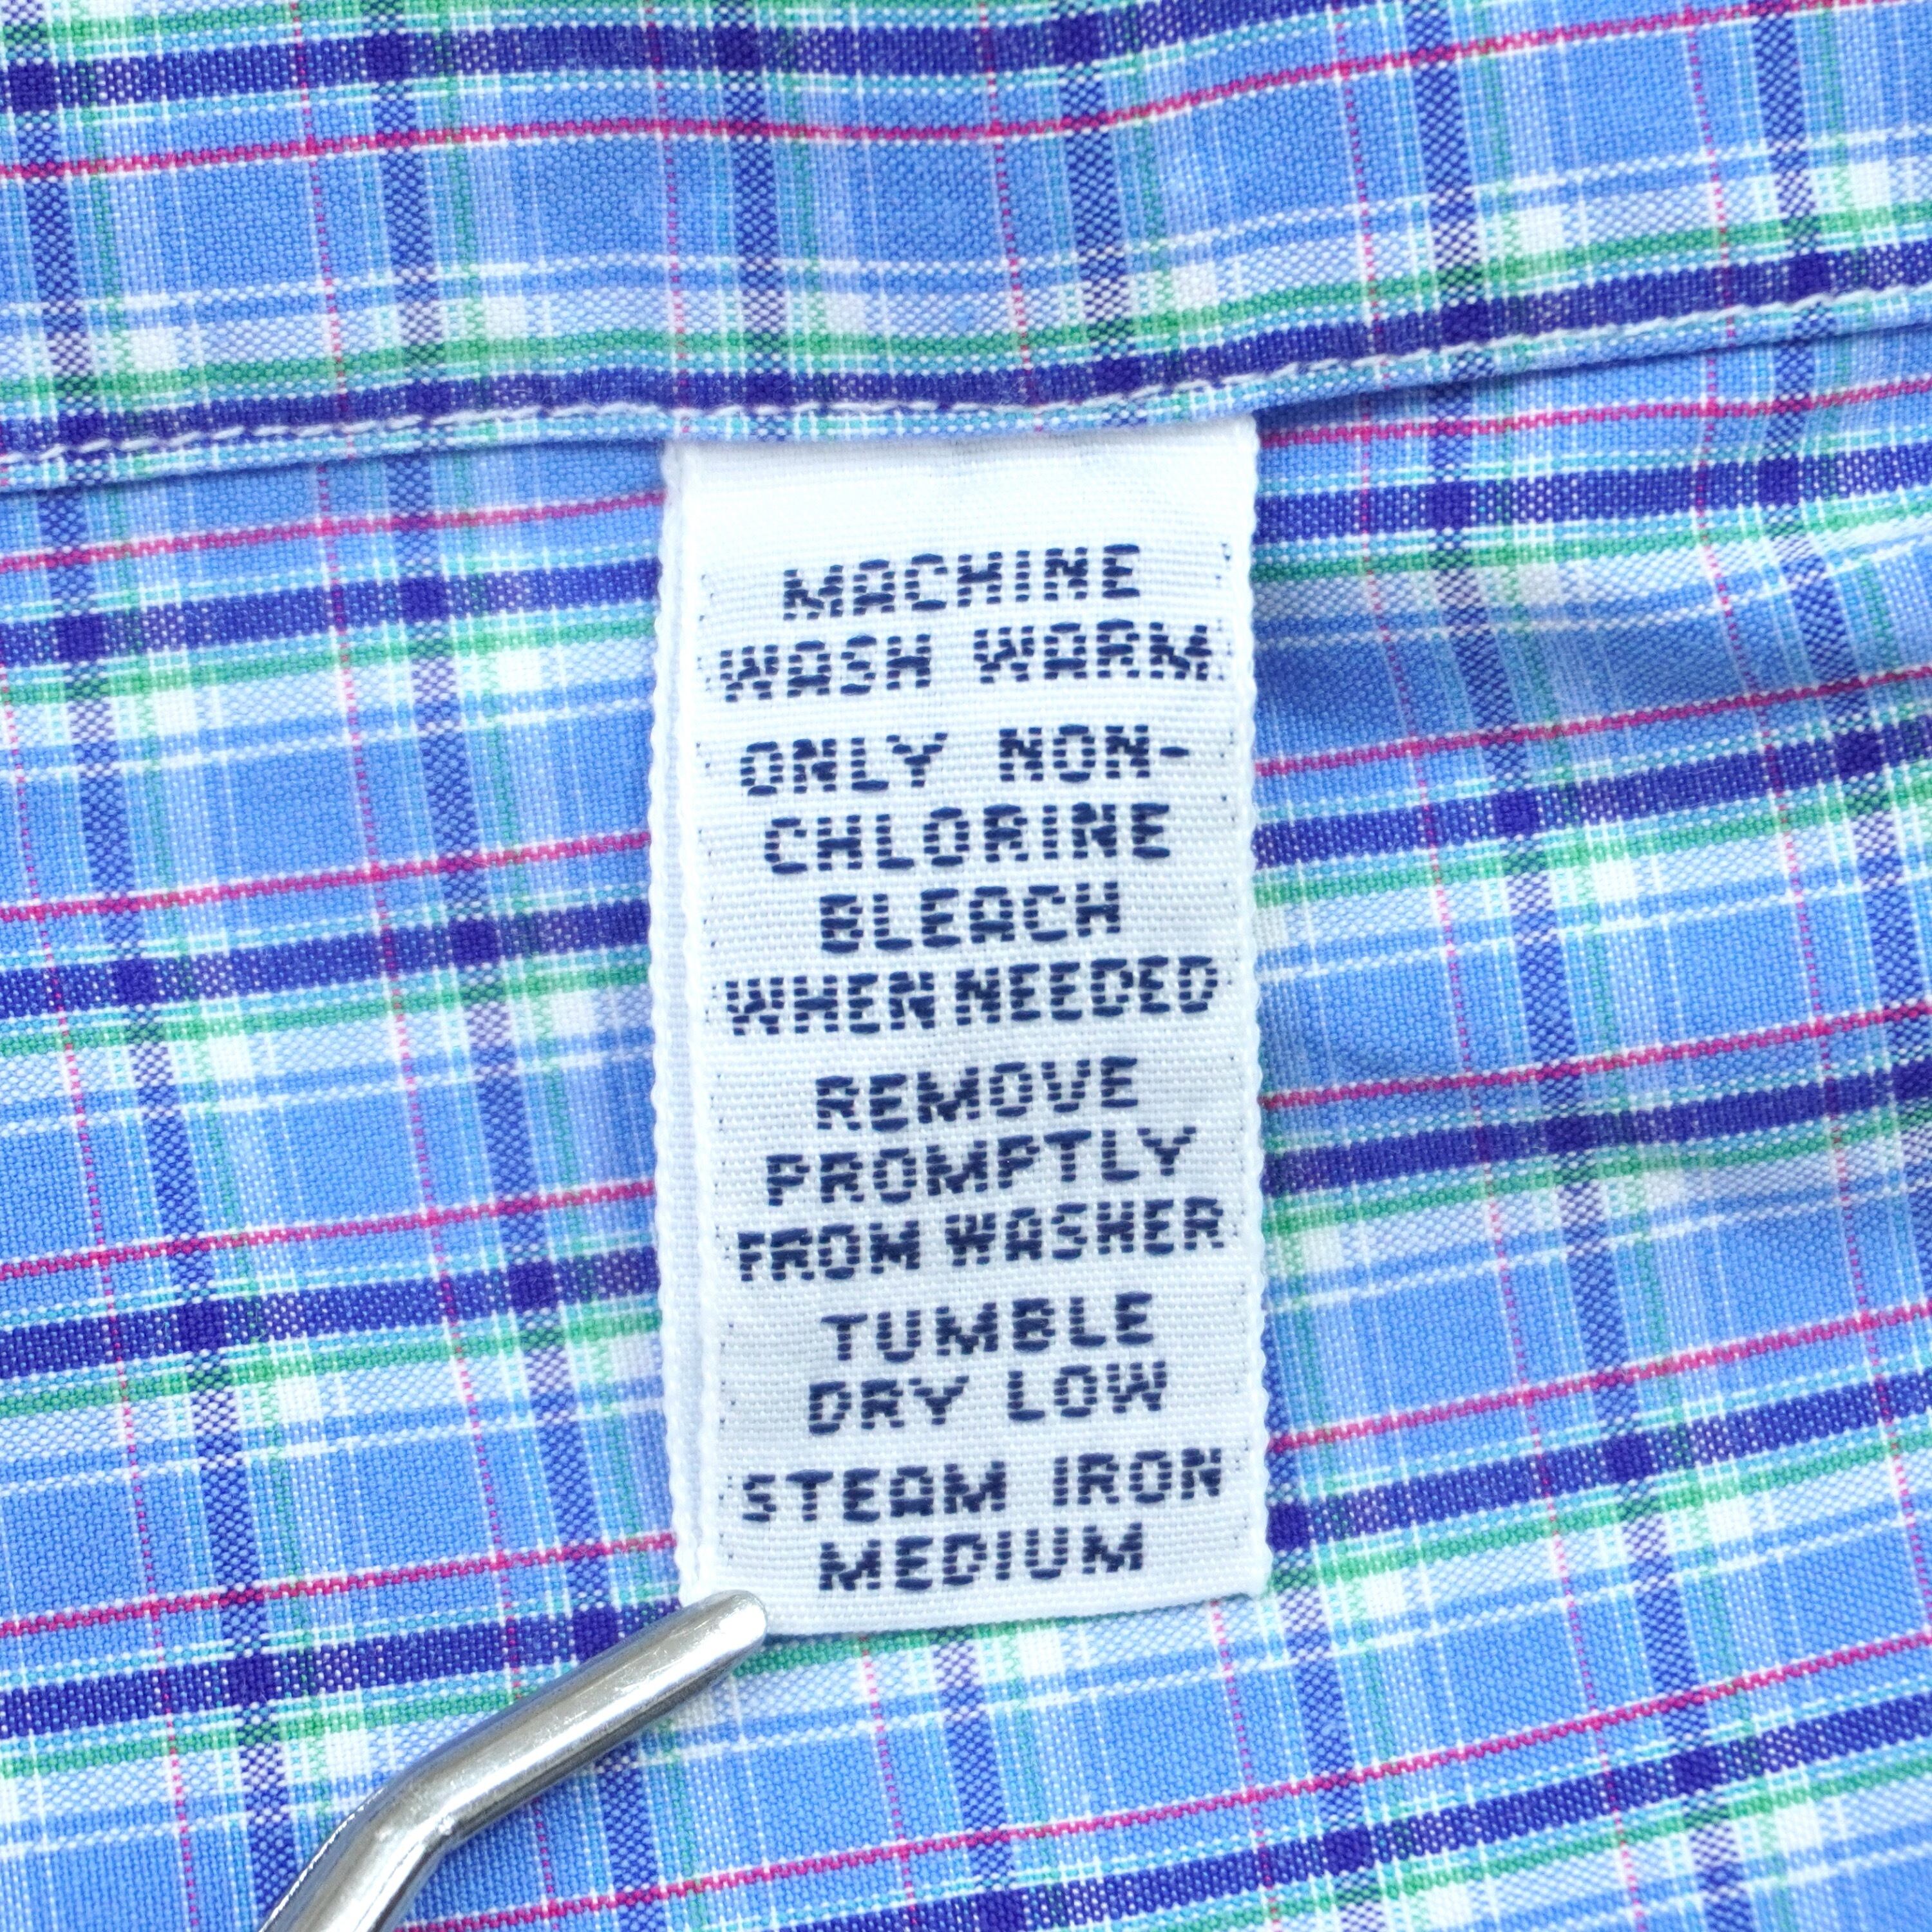 MACHINE
WASH WARM
ONLY NON-
CHLORINE
BLEACH
WHEN NEEDED
REMOVE
PROMPTLY
FROM WASHER
TUMBLE
DRY LOW
STEAM IRON
MEDIUM